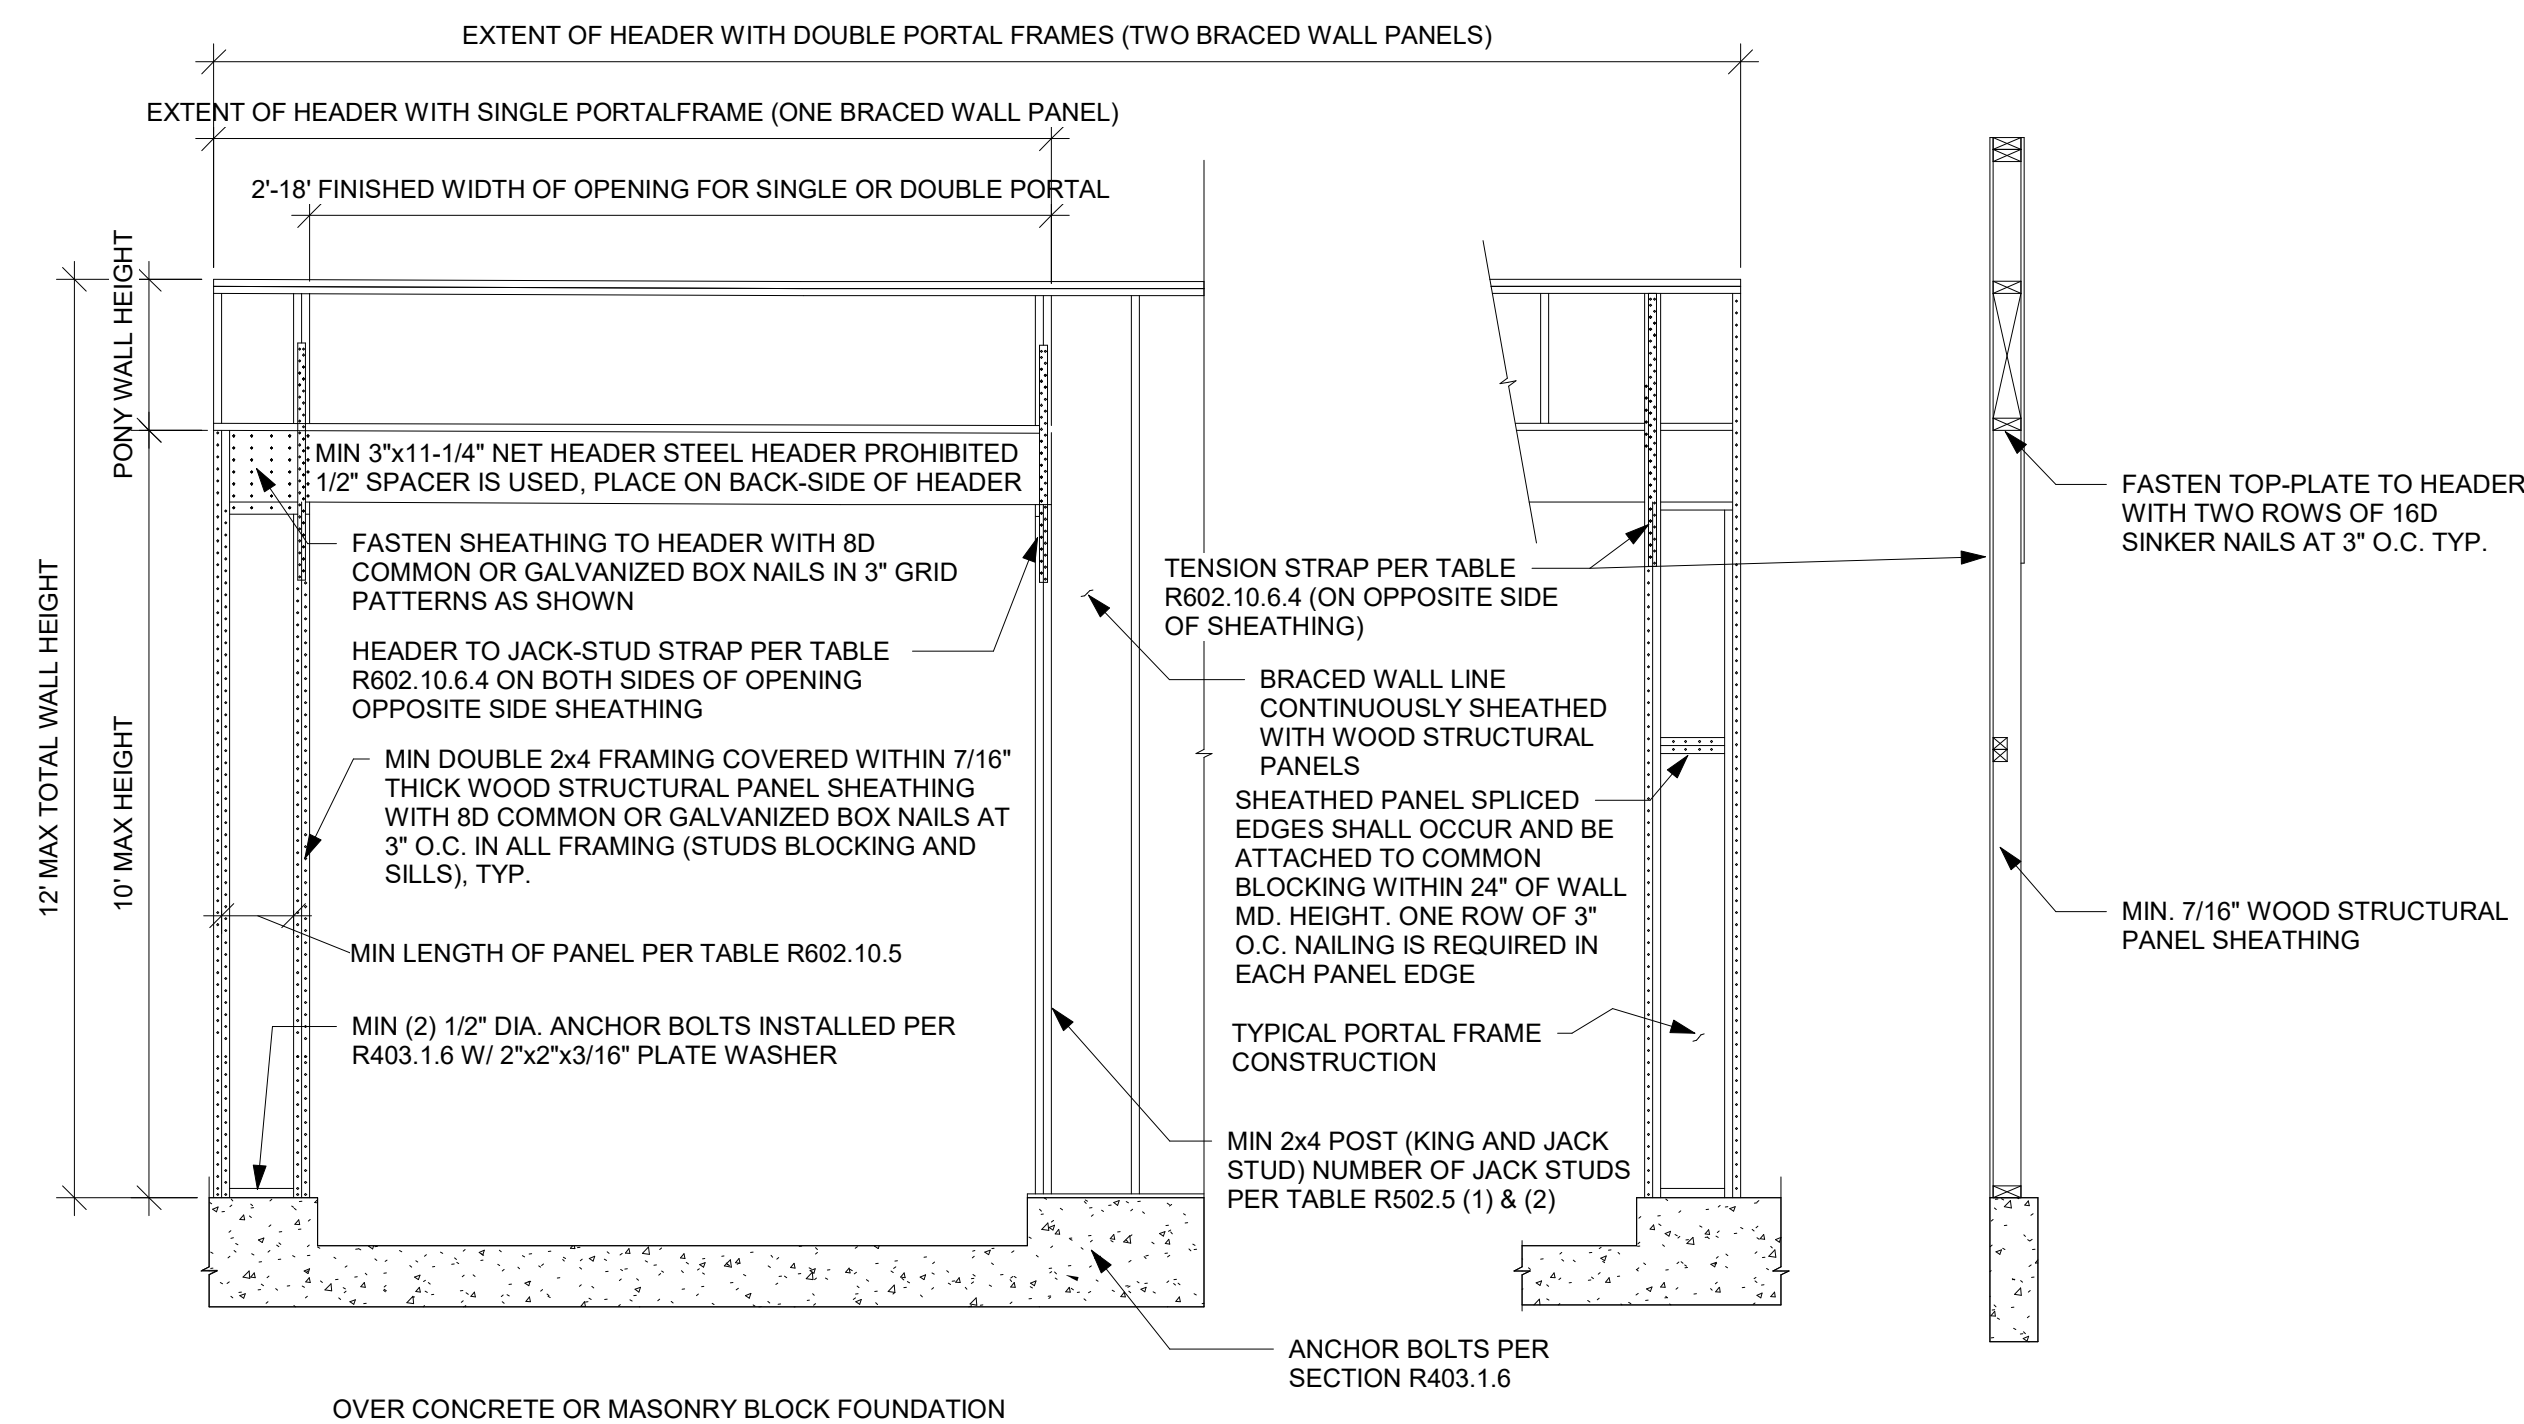 EXTENT OF HEADER WITH DOUBLE PORTAL FRAMES (TWO BRACED WALL PANELS)
EXTENT OF HEADER WITH SINGLE PORTALFRAME (ONE BRACED WALL PANEL)
2'-18' FINISHED WIDTH OF OPENING FOR SINGLE OR DOUBLE PORTAL
PONY WALL HEIGHT
12' MAX TOTAL WALL HEIGHT
10' MAX HEIGHT
MIN 3"x11-1/4" NET HEADER STEEL HEADER PROHIBITED
1/2" SPACER IS USED, PLACE ON BACK-SIDE OF HEADER
FASTEN SHEATHING TO HEADER WITH 8D
COMMON OR GALVANIZED BOX NAILS IN 3" GRID
PATTERNS AS SHOWN
HEADER TO JACK-STUD STRAP PER TABLE
R602.10.6.4 ON BOTH SIDES OF OPENING
OPPOSITE SIDE SHEATHING
MIN DOUBLE 2x4 FRAMING COVERED WITHIN 7/16"
THICK WOOD STRUCTURAL PANEL SHEATHING
WITH 8D COMMON OR GALVANIZED BOX NAILS AT
3" O.C. IN ALL FRAMING (STUDS BLOCKING AND
SILLS), TYP.
MIN LENGTH OF PANEL PER TABLE R602.10.5
MIN (2) 1/2" DIA. ANCHOR BOLTS INSTALLED PER
R403.1.6 W/ 2"x2"x3/16" PLATE WASHER
TENSION STRAP PER TABLE
R602.10.6.4 (ON OPPOSITE SIDE
OF SHEATHING)
BRACED WALL LINE
CONTINUOUSLY SHEATHED
WITH WOOD STRUCTURAL
PANELS
SHEATHED PANEL SPLICED
EDGES SHALL OCCUR AND BE
ATTACHED TO COMMON
BLOCKING WITHIN 24" OF WALL
MD. HEIGHT. ONE ROW OF 3"
O.C. NAILING IS REQUIRED IN
EACH PANEL EDGE
TYPICAL PORTAL FRAME
CONSTRUCTION
MIN 2x4 POST (KING AND JACK
STUD) NUMBER OF JACK STUDS
PER TABLE R502.5 (1) & (2)
ANCHOR BOLTS PER
SECTION R403.1.6
FASTEN TOP-PLATE TO HEADER
WITH TWO ROWS OF 16D
SINKER NAILS AT 3" O.C. TYP.
MIN. 7/16" WOOD STRUCTURAL
PANEL SHEATHING
OVER CONCRETE OR MASONRY BLOCK FOUNDATION